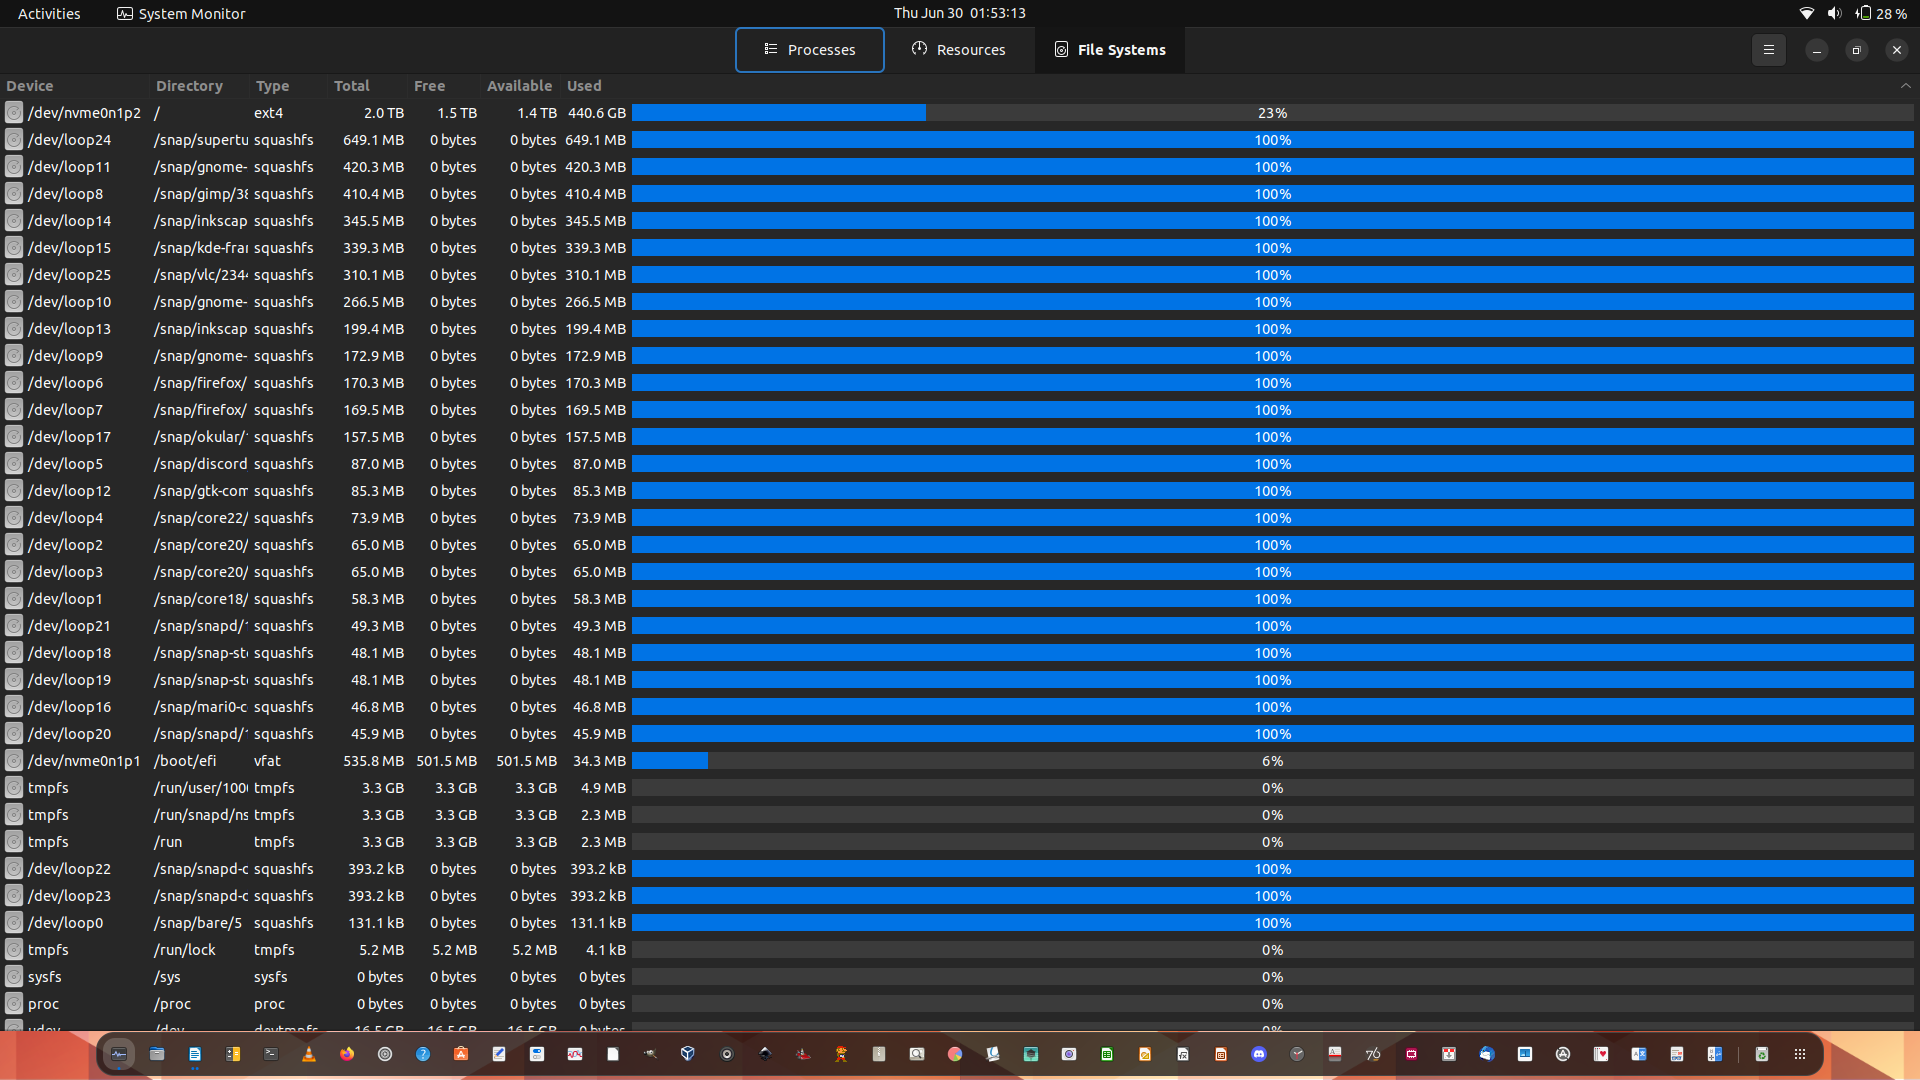 Activities System Monitor Thu Jun 30 01:53:13 28 %
Processes Resources File Systems
Device Directory Type Total Free Available Used
/dev/nvme0n1p2 / ext4 2.0 TB 1.5 TB 1.4 TB 440.6 GB 23%
/dev/loop24 /snap/supertu squashfs 649.1 MB 0 bytes 0 bytes 649.1 MB 100%
/dev/loop11 /snap/gnome- squashfs 420.3 MB 0 bytes 0 bytes 420.3 MB 100%
/dev/loop8 /snap/gimp/38 squashfs 410.4 MB 0 bytes 0 bytes 410.4 MB 100%
/dev/loop14 /snap/inkscap squashfs 345.5 MB 0 bytes 0 bytes 345.5 MB 100%
/dev/loop15 /snap/kde-fra squashfs 339.3 MB 0 bytes 0 bytes 339.3 MB 100%
/dev/loop25 /snap/vlc/2344 squashfs 310.1 MB 0 bytes 0 bytes 310.1 MB 100%
/dev/loop10 /snap/gnome- squashfs 266.5 MB 0 bytes 0 bytes 266.5 MB 100%
/dev/loop13 /snap/inkscap squashfs 199.4 MB 0 bytes 0 bytes 199.4 MB 100%
/dev/loop9 /snap/gnome- squashfs 172.9 MB 0 bytes 0 bytes 172.9 MB 100%
/dev/loop6 /snap/firefox/ squashfs 170.3 MB 0 bytes 0 bytes 170.3 MB 100%
/dev/loop7 /snap/firefox/ squashfs 169.5 MB 0 bytes 0 bytes 169.5 MB 100%
/dev/loop17 /snap/okular/1 squashfs 157.5 MB 0 bytes 0 bytes 157.5 MB 100%
/dev/loop5 /snap/discord squashfs 87.0 MB 0 bytes 0 bytes 87.0 MB 100%
/dev/loop12 /snap/gtk-com squashfs 85.3 MB 0 bytes 0 bytes 85.3 MB 100%
/dev/loop4 /snap/core22/ squashfs 73.9 MB 0 bytes 0 bytes 73.9 MB 100%
/dev/loop2 /snap/core20/ squashfs 65.0 MB 0 bytes 0 bytes 65.0 MB 100%
/dev/loop3 /snap/core20/ squashfs 65.0 MB 0 bytes 0 bytes 65.0 MB 100%
/dev/loop1 /snap/core18/ squashfs 58.3 MB 0 bytes 0 bytes 58.3 MB 100%
/dev/loop21 /snap/snapd/1 squashfs 49.3 MB 0 bytes 0 bytes 49.3 MB 100%
/dev/loop18 /snap/snap-sto squashfs 48.1 MB 0 bytes 0 bytes 48.1 MB 100%
/dev/loop19 /snap/snap-sto squashfs 48.1 MB 0 bytes 0 bytes 48.1 MB 100%
/dev/loop16 /snap/mari0-c squashfs 46.8 MB 0 bytes 0 bytes 46.8 MB 100%
/dev/loop20 /snap/snapd/1 squashfs 45.9 MB 0 bytes 0 bytes 45.9 MB 100%
/dev/nvme0n1p1 /boot/efi vfat 535.8 MB 501.5 MB 501.5 MB 34.3 MB 6%
tmpfs /run/user/1000 tmpfs 3.3 GB 3.3 GB 3.3 GB 4.9 MB 0%
tmpfs /run/snapd/ns tmpfs 3.3 GB 3.3 GB 3.3 GB 2.3 MB 0%
tmpfs /run tmpfs 3.3 GB 3.3 GB 3.3 GB 2.3 MB 0%
/dev/loop22 /snap/snapd-c squashfs 393.2 kB 0 bytes 0 bytes 393.2 kB 100%
/dev/loop23 /snap/snapd-c squashfs 393.2 kB 0 bytes 0 bytes 393.2 kB 100%
/dev/loop0 /snap/bare/5 squashfs 131.1 kB 0 bytes 0 bytes 131.1 kB 100%
tmpfs /run/lock tmpfs 5.2 MB 5.2 MB 5.2 MB 4.1 kB 0%
sysfs /sys sysfs 0 bytes 0 bytes 0 bytes 0 bytes 0%
proc /proc proc 0 bytes 0 bytes 0 bytes 0 bytes 0%
udev /dev devtmpfs 16.5 GB 16.5 GB 16.5 GB 0 bytes 0%